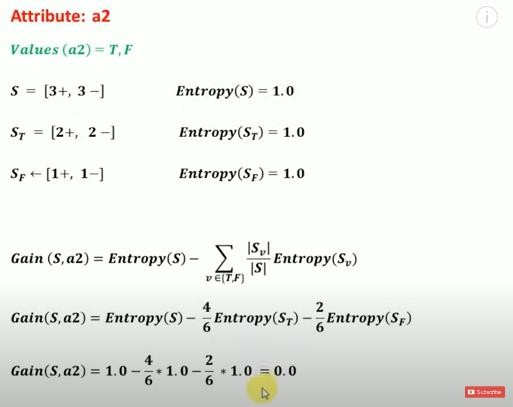 Attribute: a2
Values (a2) = T, F
S = [3+, 3 −] Entropy(S) = 1.0
S_T = [2+, 2 −] Entropy(S_T) = 1.0
S_F ← [1+, 1−] Entropy(S_F) = 1.0
Gain (S, a2) = Entropy(S) − ∑_{v∈{T,F}} |S_v|/|S| Entropy(S_v)
Gain(S, a2) = Entropy(S) − 4/6 Entropy(S_T) − 2/6 Entropy(S_F)
Gain(S, a2) = 1.0 − 4/6 * 1.0 − 2/6 * 1.0 = 0.0
Subscribe